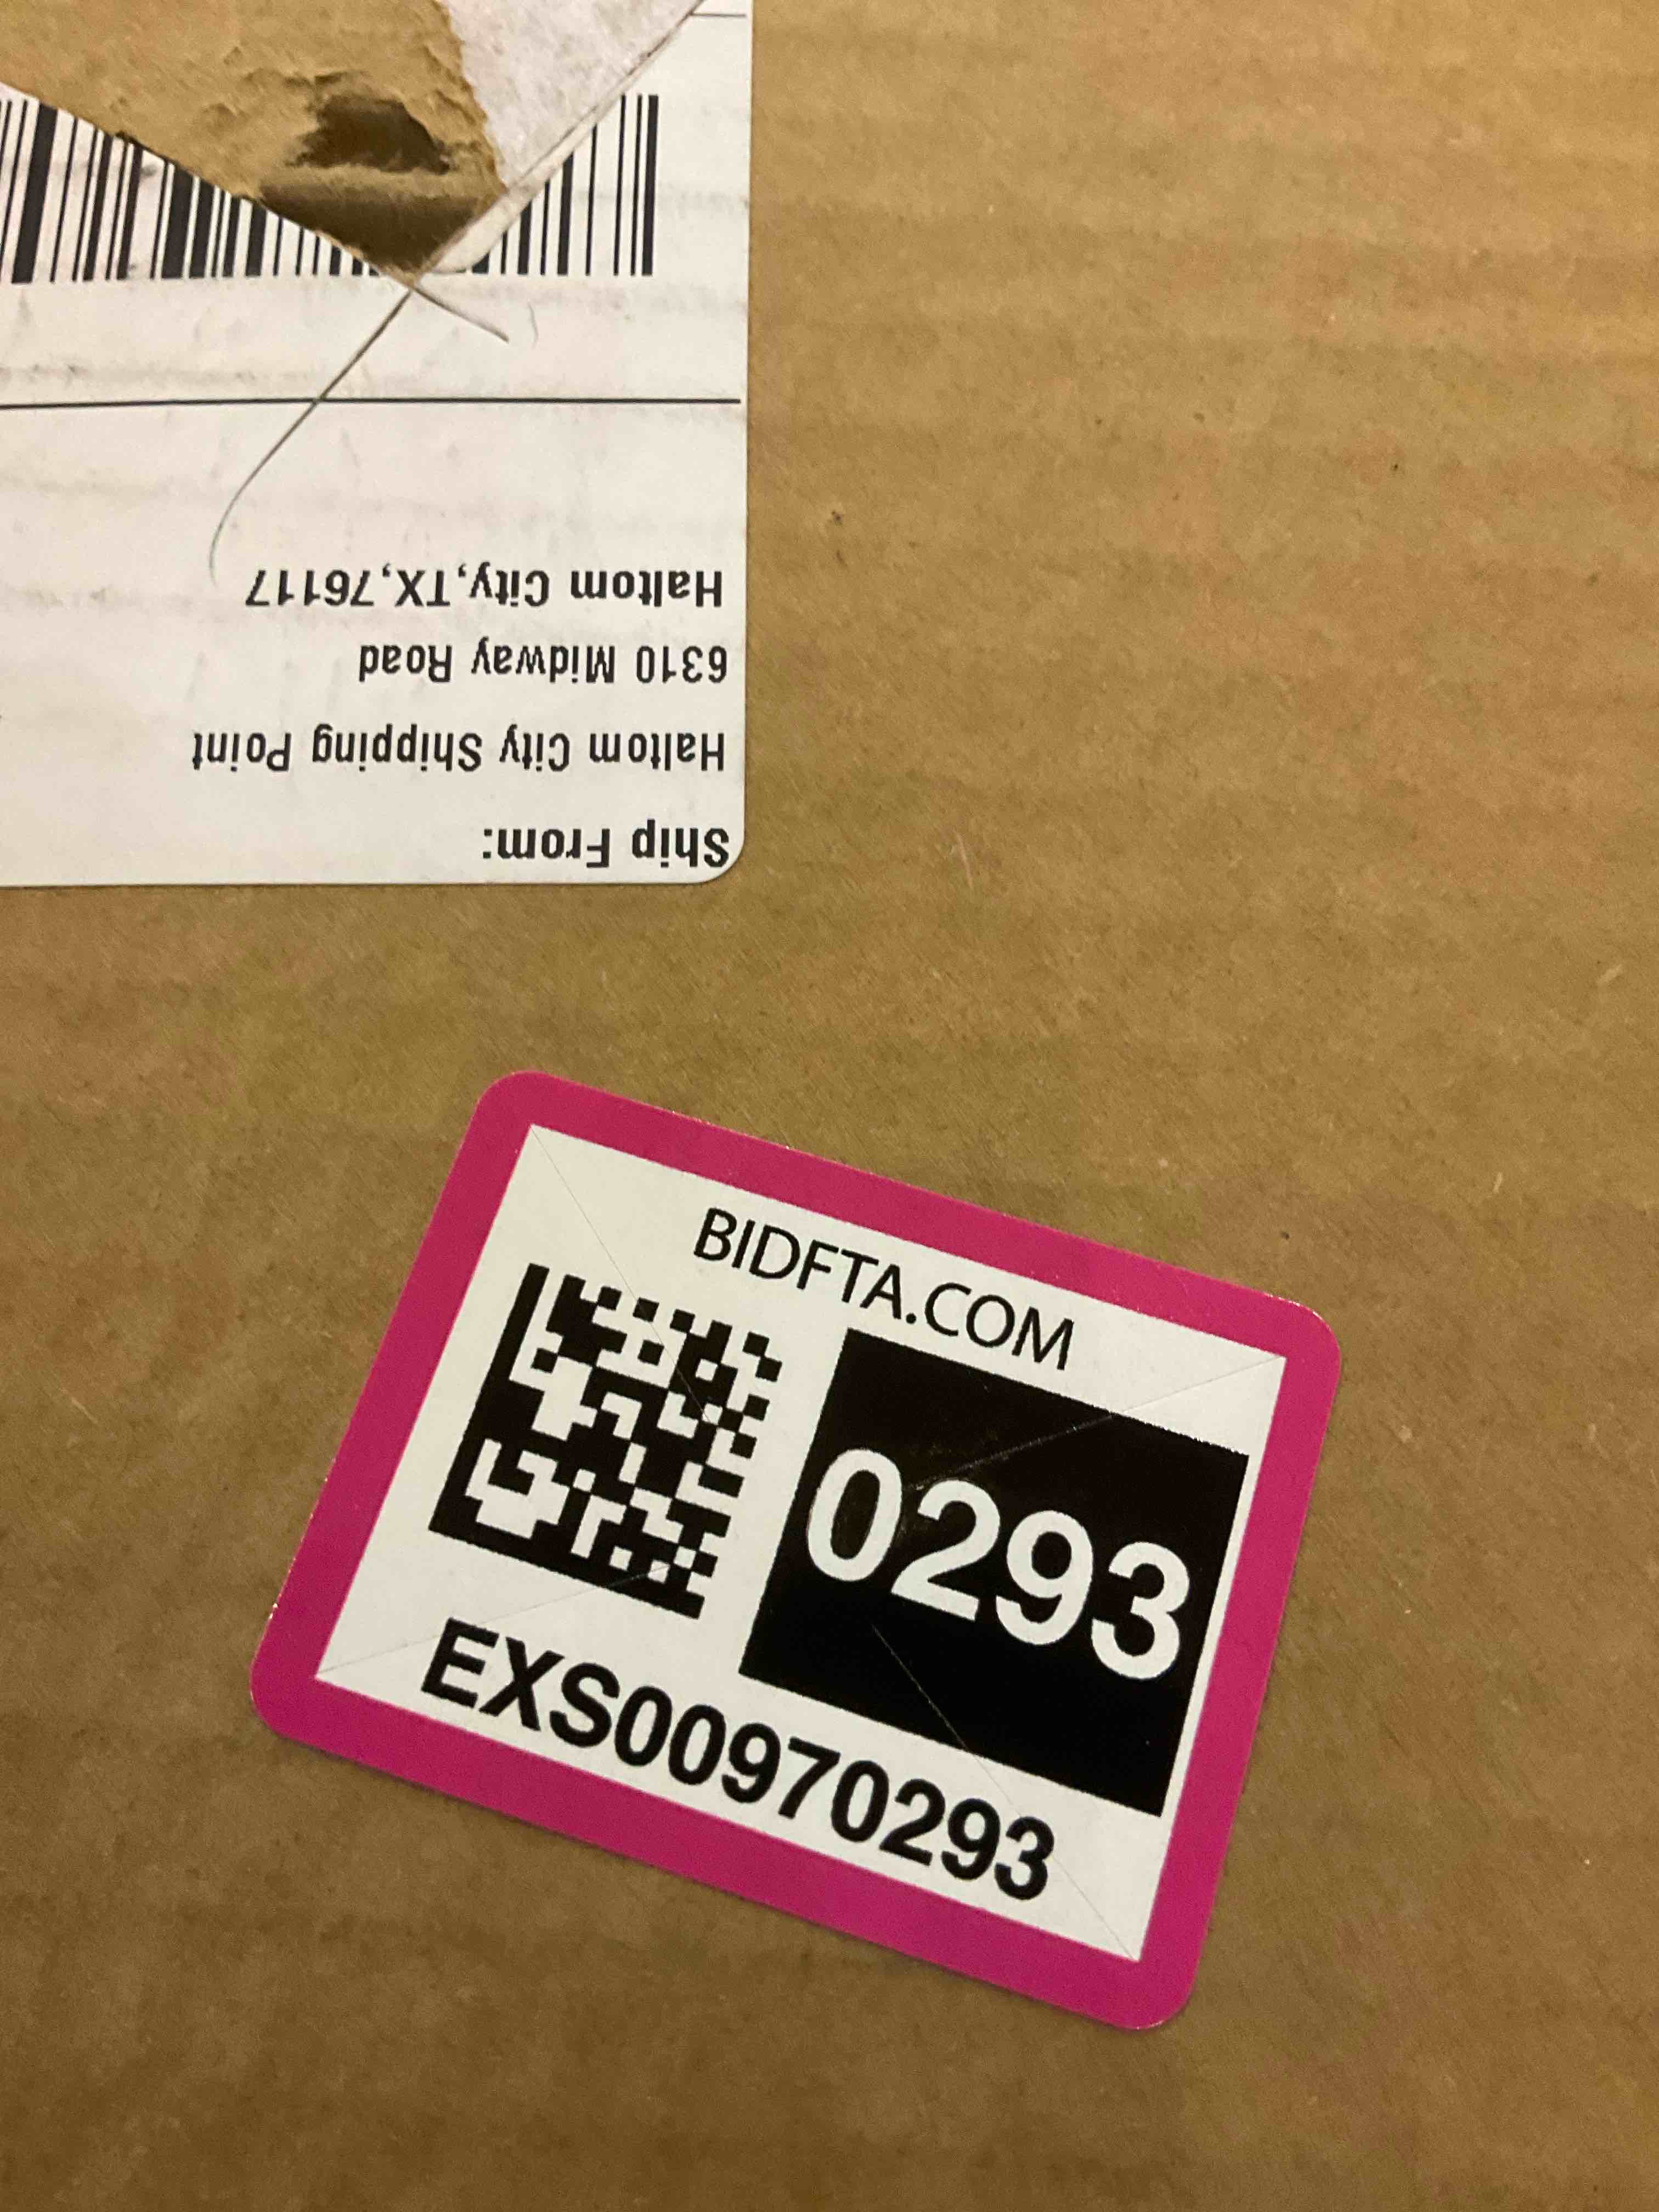 Ship From:
Haltom City Shipping Point
6310 Midway Road
Haltom City,TX,76117
BIDFTA.COM
0293
EXS00970293